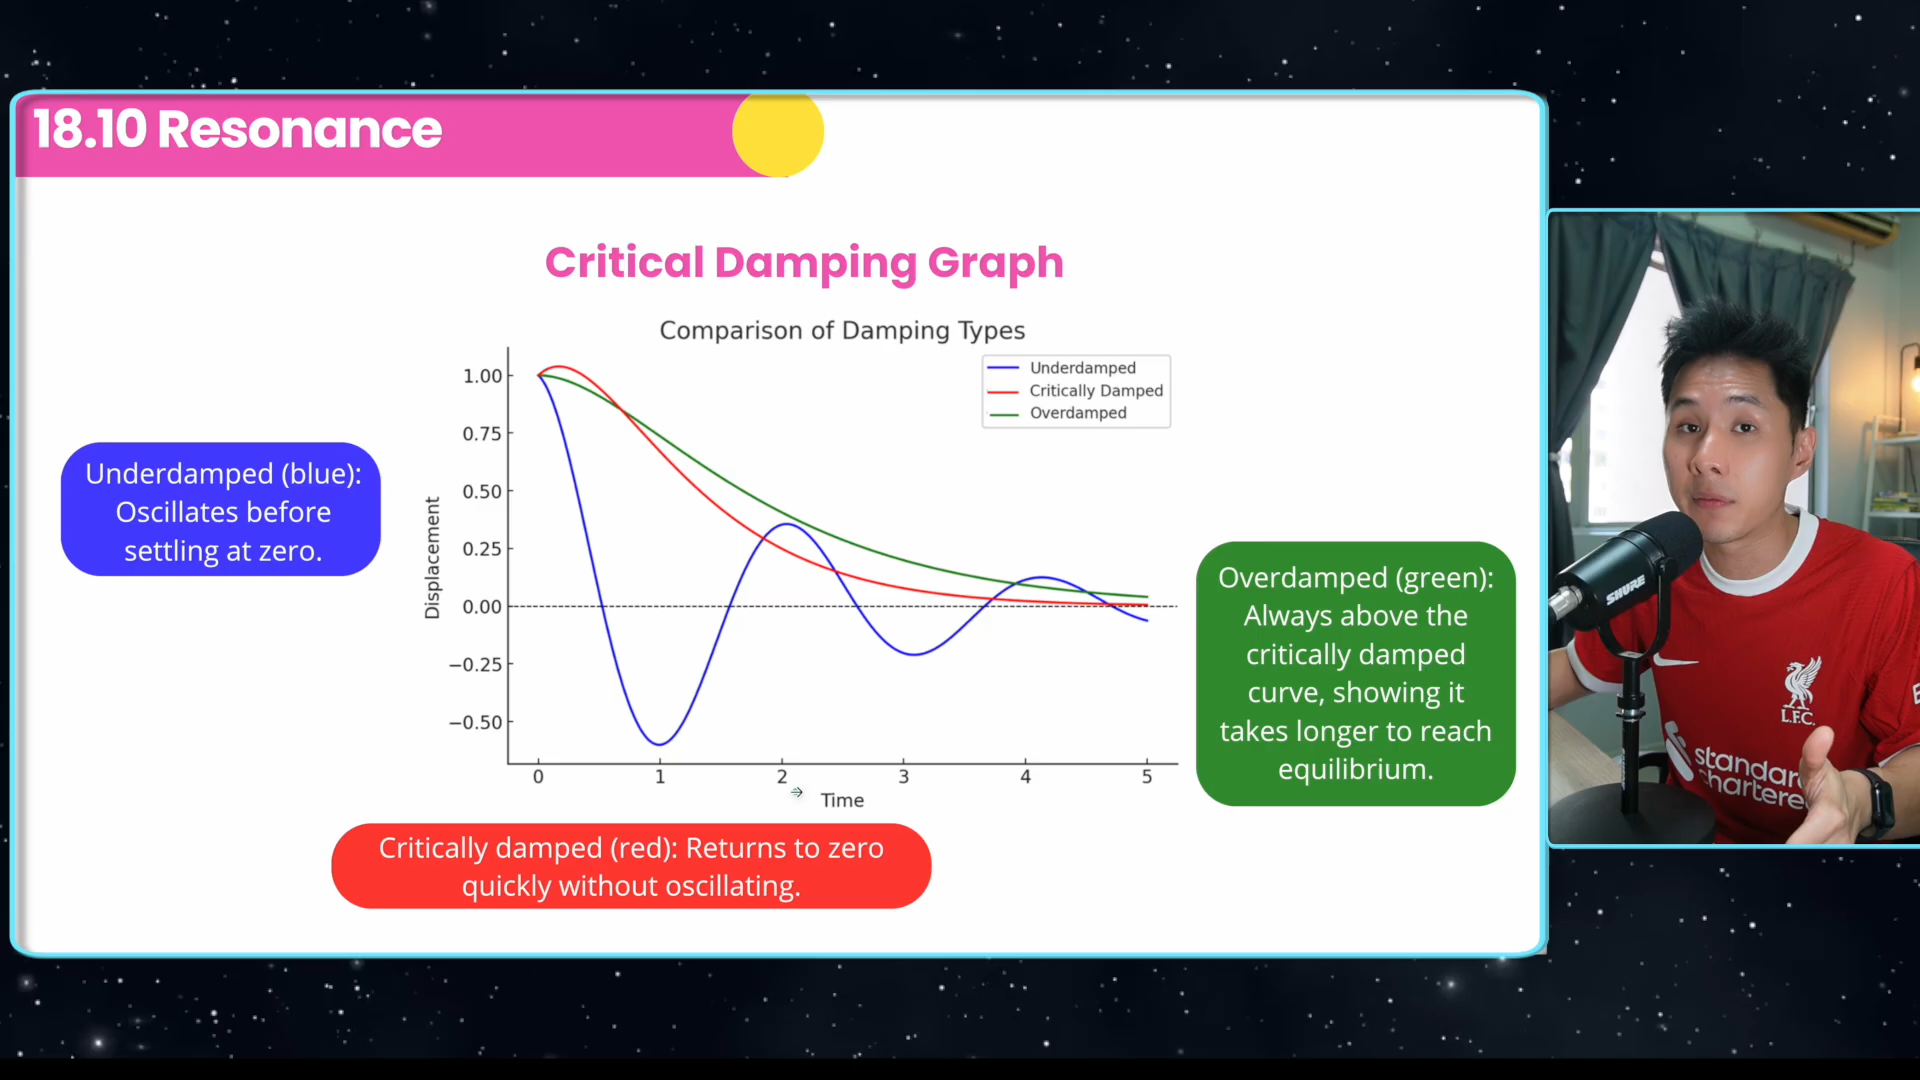 18.10 Resonance
Critical Damping Graph
Comparison of Damping Types
Underdamped
Critically Damped
Overdamped
1.00
0.75
0.50
0.25
0.00
−0.25
−0.50
Displacement
0 1 2 3 4 5
Time
Underdamped (blue):
Oscillates before
settling at zero.
Overdamped (green):
Always above the
critically damped
curve, showing it
takes longer to reach
equilibrium.
Critically damped (red): Returns to zero
quickly without oscillating.
SHURE
L.F.C.
standard
chartere